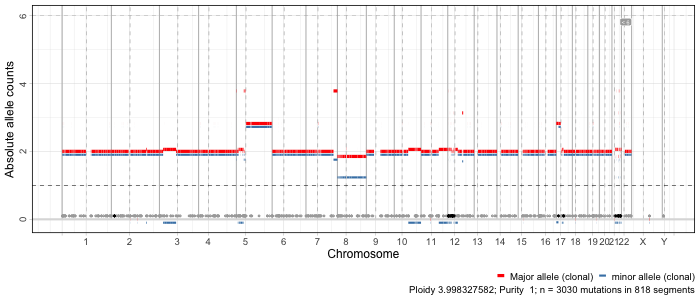 6
4
2
0
Absolute allele counts
1 2 3 4 5 6 7 8 9 10 11 12 13 14 15 16 17 18 19 20 21 22 X Y
Chromosome
Major allele (clonal) minor allele (clonal)
Ploidy 3.998327582; Purity 1; n = 3030 mutations in 818 segments